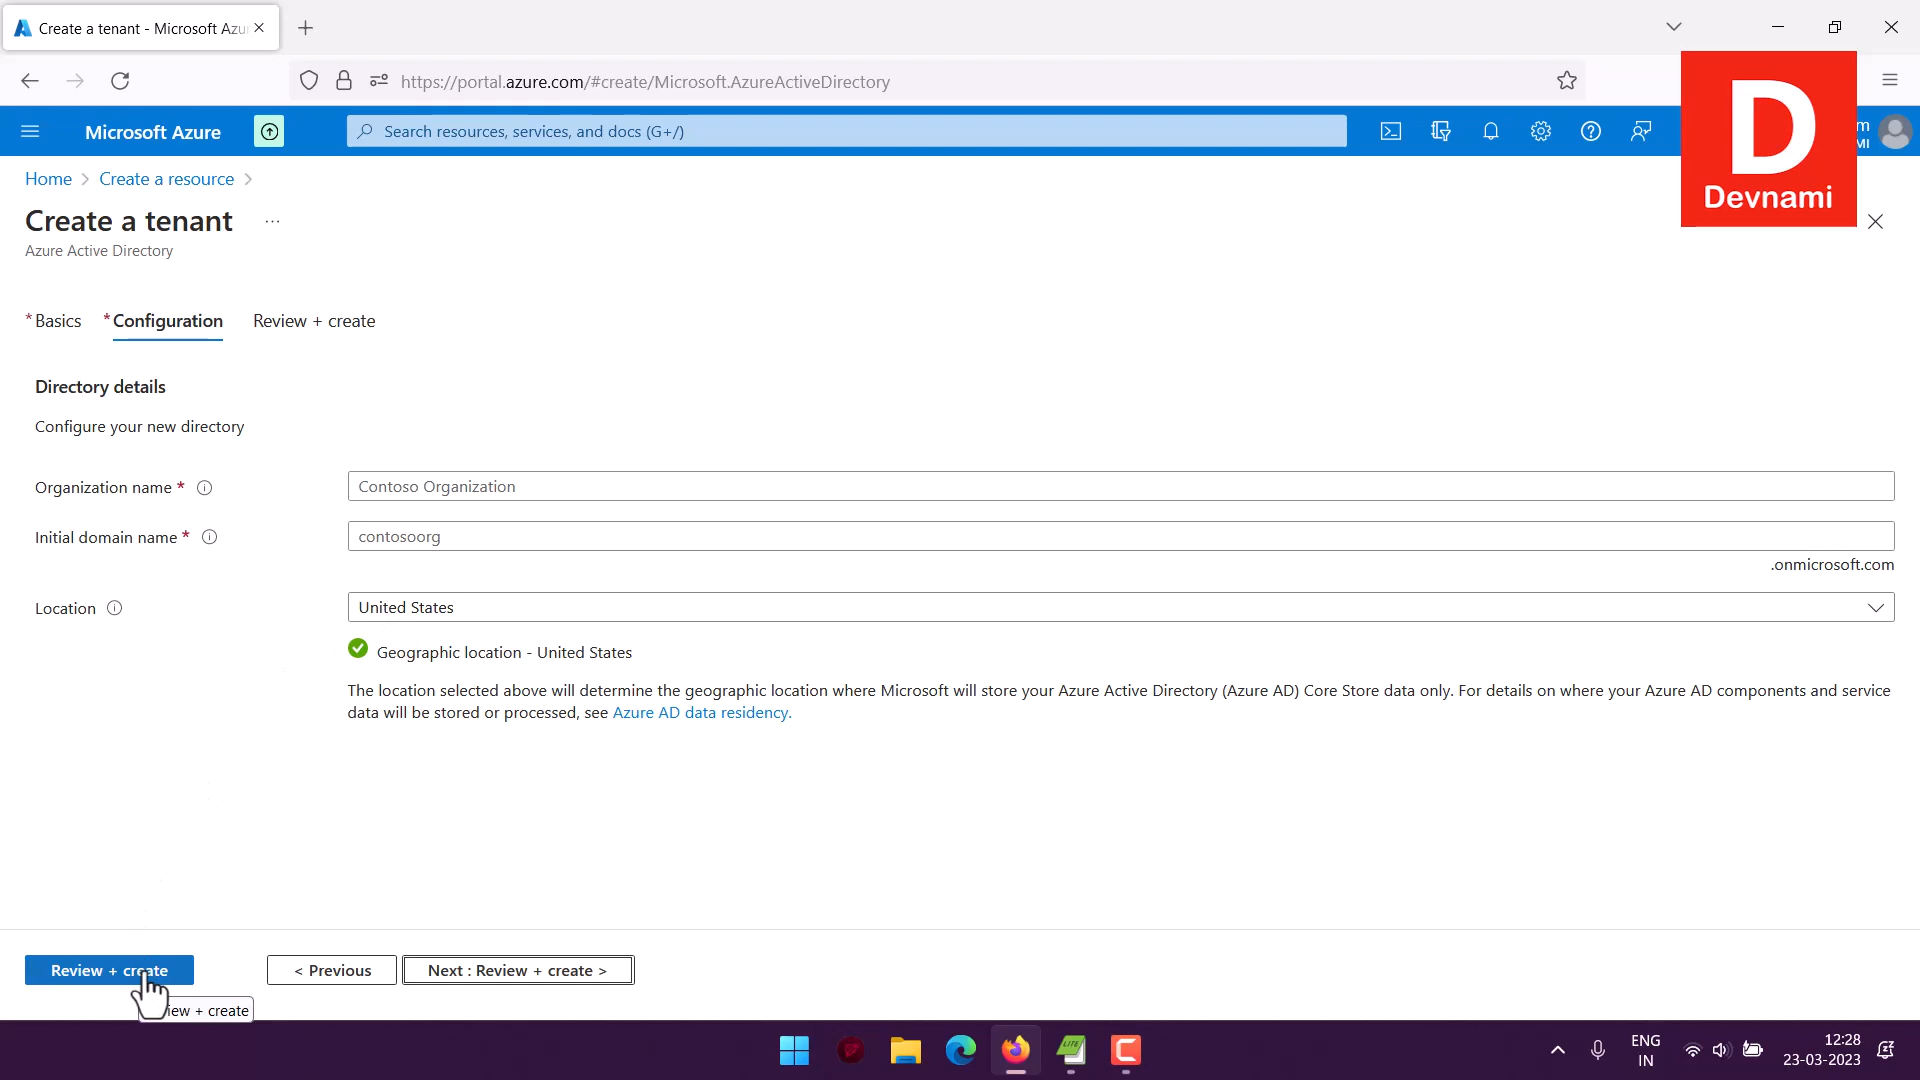 Create a tenant - Microsoft Azu
https://portal.azure.com/#create/Microsoft.AzureActiveDirectory
Microsoft Azure
Search resources, services, and docs (G+/)
D
Devnami
Home
Create a resource
Create a tenant
...
Azure Active Directory
* Basics
* Configuration
Review + create
Directory details
Configure your new directory
Organization name *
Contoso Organization
Initial domain name *
contosoorg
.onmicrosoft.com
Location
United States
Geographic location - United States
The location selected above will determine the geographic location where Microsoft will store your Azure Active Directory (Azure AD) Core Store data only. For details on where your Azure AD components and service
data will be stored or processed, see Azure AD data residency.
Review + create
< Previous
Next : Review + create >
iew + create
LITE
ENG
IN
12:28
23-03-2023